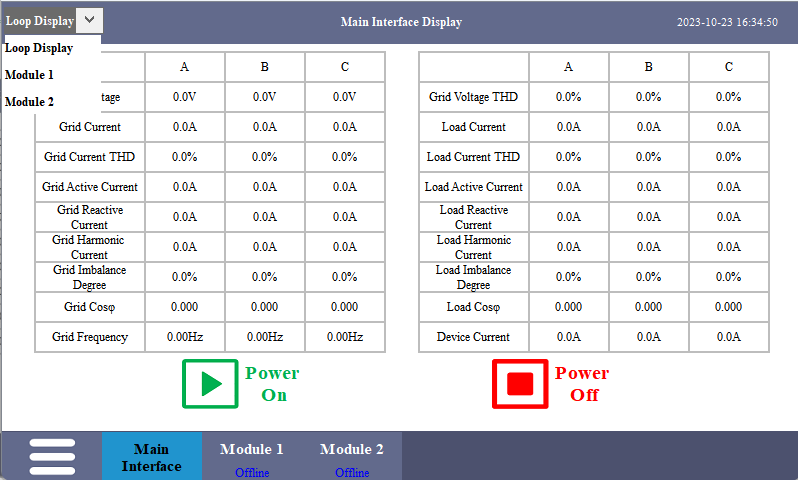 Loop Display
Main Interface Display
2023-10-23 16:34:50
Loop Display
Module 1
Module 2
A B C
tage 0.0V 0.0V 0.0V
Grid Current 0.0A 0.0A 0.0A
Grid Current THD 0.0% 0.0% 0.0%
Grid Active Current 0.0A 0.0A 0.0A
Grid Reactive
Current 0.0A 0.0A 0.0A
Grid Harmonic
Current 0.0A 0.0A 0.0A
Grid Imbalance
Degree 0.0% 0.0% 0.0%
Grid Cosφ 0.000 0.000 0.000
Grid Frequency 0.00Hz 0.00Hz 0.00Hz
A B C
Grid Voltage THD 0.0% 0.0% 0.0%
Load Current 0.0A 0.0A 0.0A
Load Current THD 0.0% 0.0% 0.0%
Load Active Current 0.0A 0.0A 0.0A
Load Reactive
Current 0.0A 0.0A 0.0A
Load Harmonic
Current 0.0A 0.0A 0.0A
Load Imbalance
Degree 0.0% 0.0% 0.0%
Load Cosφ 0.000 0.000 0.000
Device Current 0.0A 0.0A 0.0A
Power
On
Power
Off
Main
Interface
Module 1
Offline
Module 2
Offline